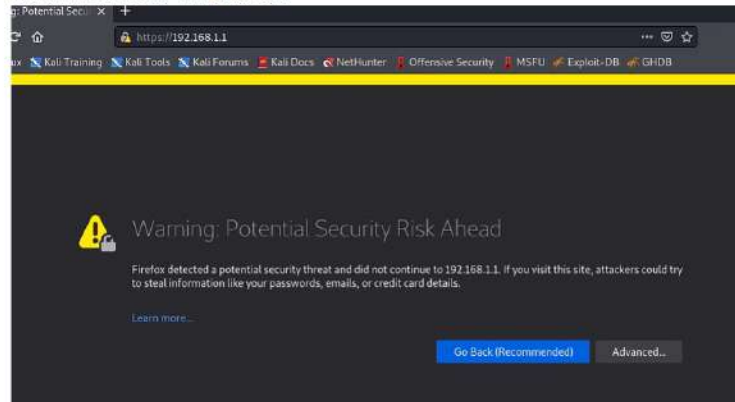 g: Potential Secu
https://192.168.1.1
ux Kali Training Kali Tools Kali Forums Kali Docs NetHunter Offensive Security MSFU Exploit-DB GHDB
Warning: Potential Security Risk Ahead
Firefox detected a potential security threat and did not continue to 192.168.1.1. If you visit this site, attackers could try
to steal information like your passwords, emails, or credit card details.
Learn more...
Go Back (Recommended) Advanced...